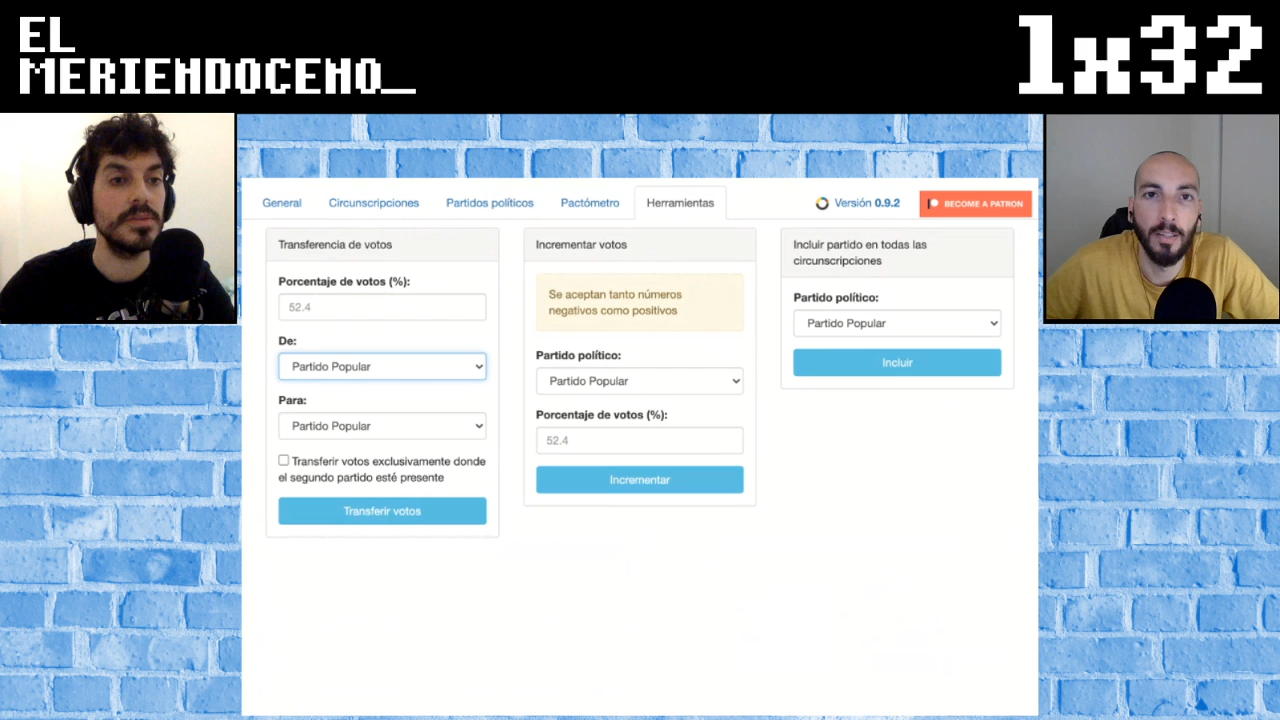 EL
MERIENDOCENO_
1x32
General
Circunscripciones
Partidos políticos
Pactómetro
Herramientas
Versión 0.9.2
BECOME A PATRON
Transferencia de votos
Porcentaje de votos (%):
52.4
De:
Partido Popular
Para:
Partido Popular
Transferir votos exclusivamente donde
el segundo partido esté presente
Transferir votos
Incrementar votos
Se aceptan tanto números
negativos como positivos
Partido político:
Partido Popular
Porcentaje de votos (%):
52.4
Incrementar
Incluir partido en todas las
circunscripciones
Partido político:
Partido Popular
Incluir